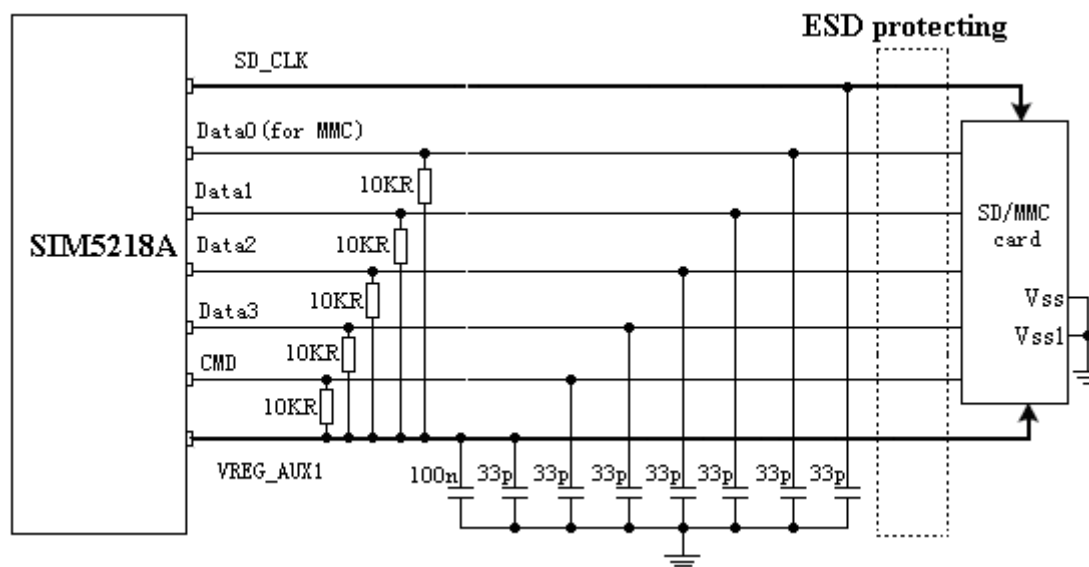 ESD protecting
SD_CLK
Data0(for MMC)
10KR
Data1
SD/MMC
card
SIM5218A
10KR
Data2
10KR
Vss
Data3
Vss1
10KR
CMD
10KR
VREG_AUX1
100n
33p
33p
33p
33p
33p
33p
33p